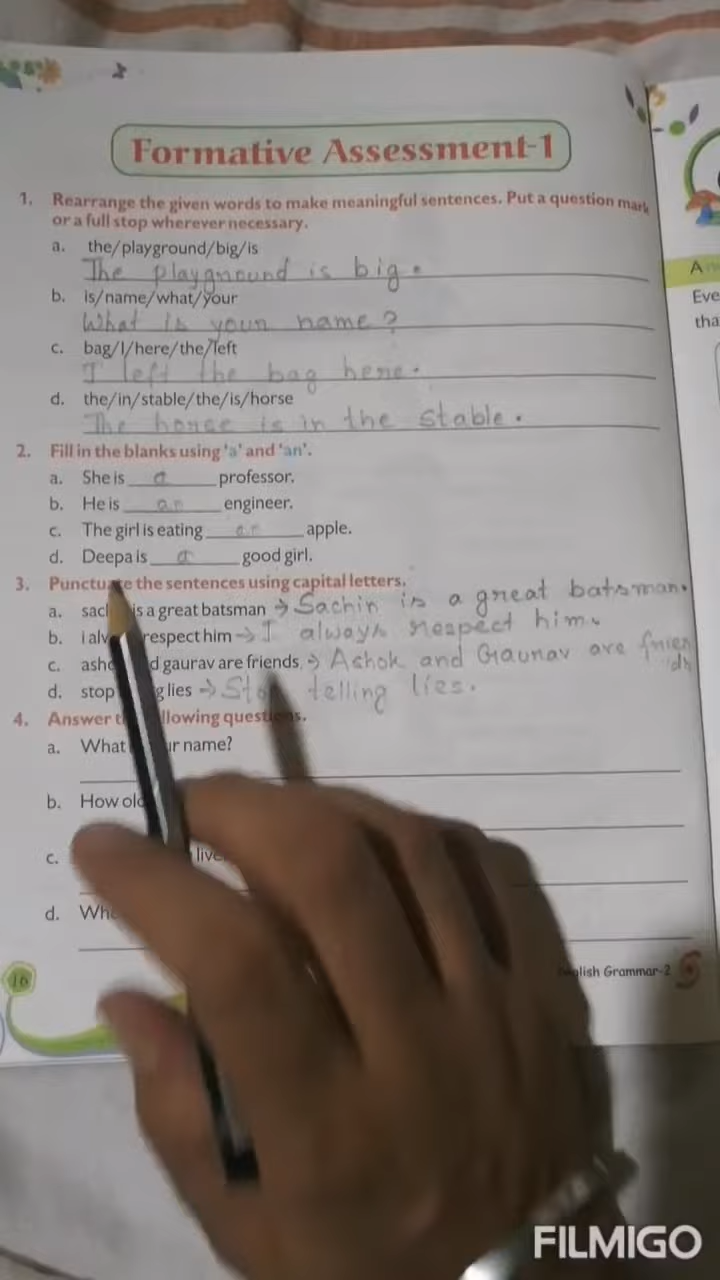 Formative Assessment-1
1. Rearrange the given words to make meaningful sentences. Put a question mark
or a full stop wherever necessary.
a. the/playground/big/is
The playground is big.
b. is/name/what/your
What is your name?
c. bag/I/here/the/left
I left the bag here.
d. the/in/stable/the/is/horse
The horse is in the stable.
2. Fill in the blanks using 'a' and 'an'.
a. She is a professor.
b. He is an engineer.
c. The girl is eating an apple.
d. Deepa is a good girl.
3. Punctuate the sentences using capital letters.
a. is a great batsman → Sachin is a great batsman.
b. i respect him → I always respect him.
c. gaurav are friends → Ashok and Gaurav are friends
d. stop lies → Stop telling lies.
4. Answer following questions.
a. What name?
b. How old
c. live
d.
16
English Grammar-2
A
Eve
tha
FILMIGO